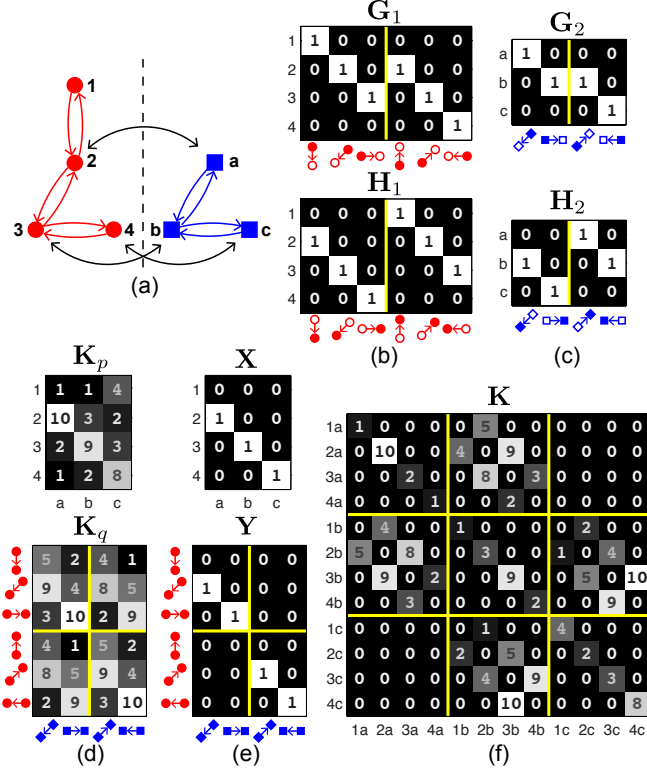 1
2
3
4
a
b
c
(a)
G1
1 1 0 0 0 0 0
2 0 1 0 1 0 0
3 0 0 1 0 1 0
4 0 0 0 0 0 1
H1
1 0 0 0 1 0 0
2 1 0 0 0 1 0
3 0 1 0 0 0 1
4 0 0 1 0 0 0
(b)
G2
a 1 0 0 0
b 0 1 1 0
c 0 0 0 1
H2
a 0 0 1 0
b 1 0 0 1
c 0 1 0 0
(c)
Kp
1 1 1 4
2 10 3 2
3 2 9 3
4 1 2 8
a b c
Kq
5 2 4 1
9 4 8 5
3 10 2 9
4 1 5 2
8 5 9 4
2 9 3 10
(d)
X
1 0 0 0
2 1 0 0
3 0 1 0
4 0 0 1
a b c
Y
0 0 0 0
1 0 0 0
0 1 0 0
0 0 0 0
0 0 1 0
0 0 0 1
(e)
K
1a 1 0 0 0 0 5 0 0 0 0 0 0
2a 0 10 0 0 4 0 9 0 0 0 0 0
3a 0 0 2 0 0 8 0 3 0 0 0 0
4a 0 0 0 1 0 0 2 0 0 0 0 0
1b 0 4 0 0 1 0 0 0 0 2 0 0
2b 5 0 8 0 0 3 0 0 1 0 4 0
3b 0 9 0 2 0 0 9 0 0 5 0 10
4b 0 0 3 0 0 0 0 2 0 0 9 0
1c 0 0 0 0 0 1 0 0 4 0 0 0
2c 0 0 0 0 2 0 5 0 0 2 0 0
3c 0 0 0 0 0 4 0 9 0 0 3 0
4c 0 0 0 0 0 0 10 0 0 0 0 8
1a 2a 3a 4a 1b 2b 3b 4b 1c 2c 3c 4c
(f)